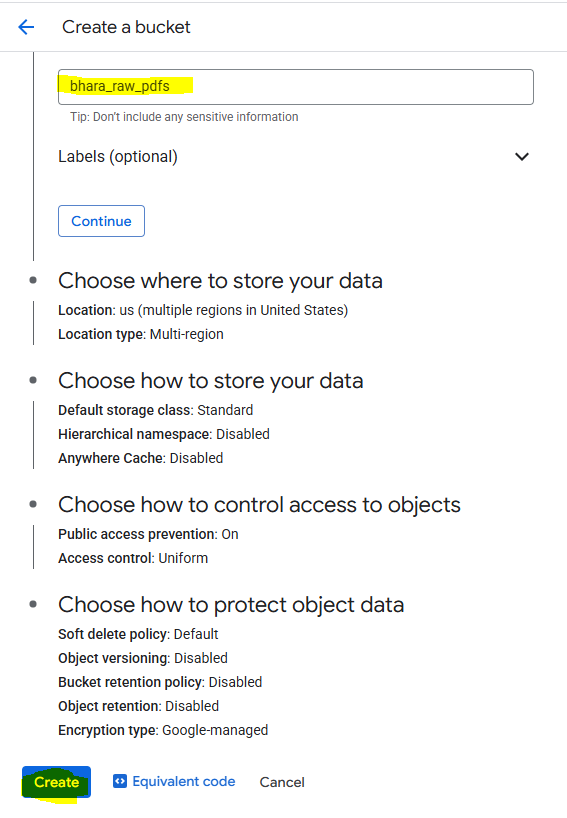 Create a bucket
bhara_raw_pdfs
Tip: Don't include any sensitive information
Labels (optional)
Continue
Choose where to store your data
Location: us (multiple regions in United States)
Location type: Multi-region
Choose how to store your data
Default storage class: Standard
Hierarchical namespace: Disabled
Anywhere Cache: Disabled
Choose how to control access to objects
Public access prevention: On
Access control: Uniform
Choose how to protect object data
Soft delete policy: Default
Object versioning: Disabled
Bucket retention policy: Disabled
Object retention: Disabled
Encryption type: Google-managed
Create Equivalent code Cancel